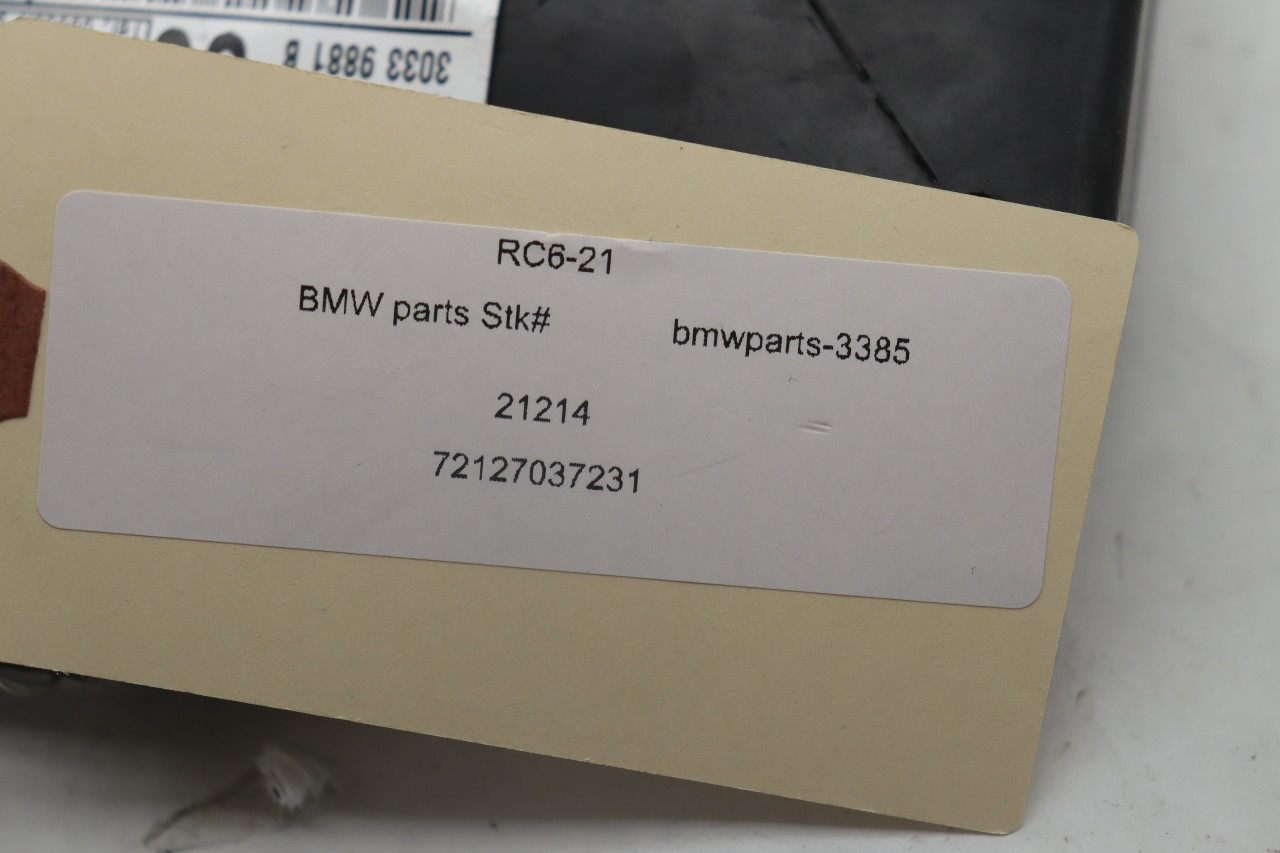 3033 9881 B
RC6-21
BMW parts Stk# bmwparts-3385
21214
72127037231